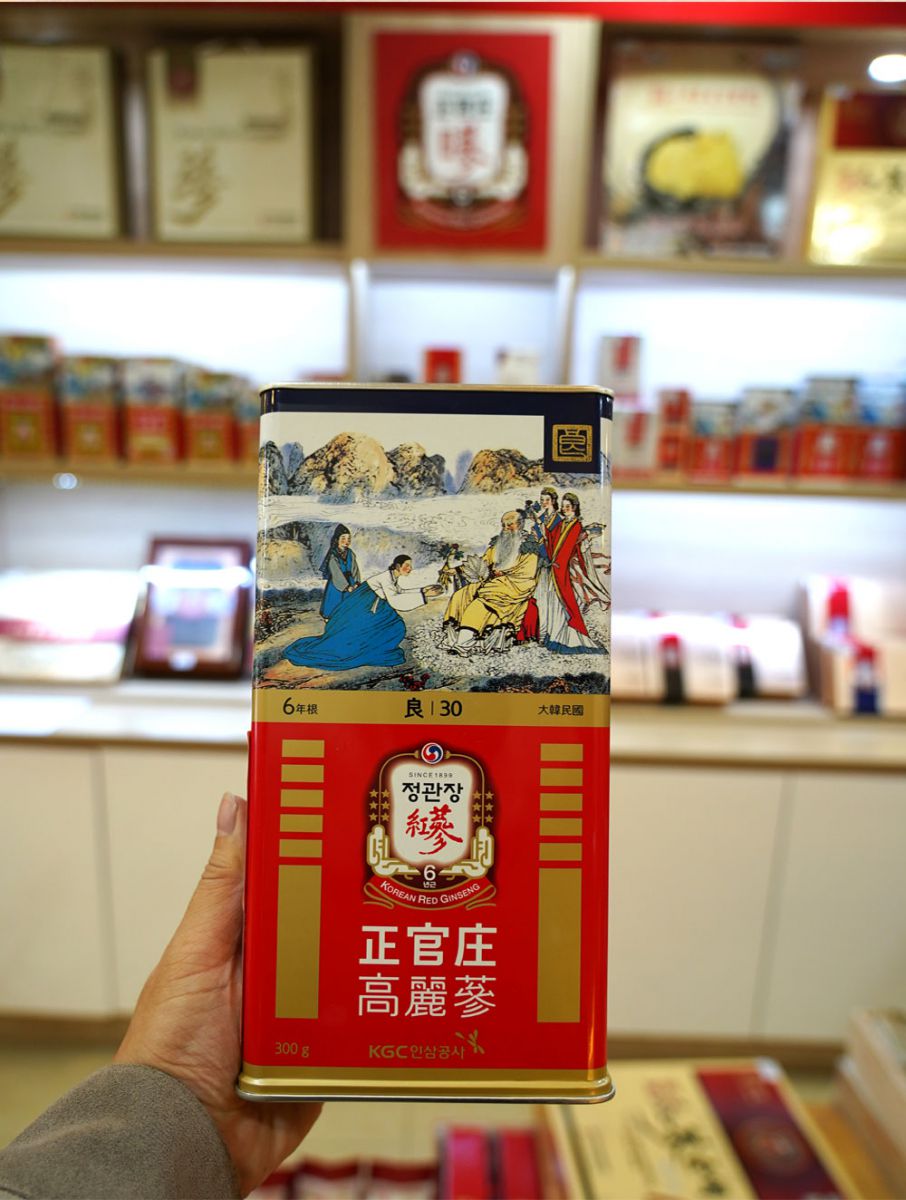 良
6年根
良 | 30
大韓民國
SINCE 1899
정관장
紅蔘
6
년근
KOREAN RED GINSENG
正官庄
高麗蔘
300 g
KGC인삼공사